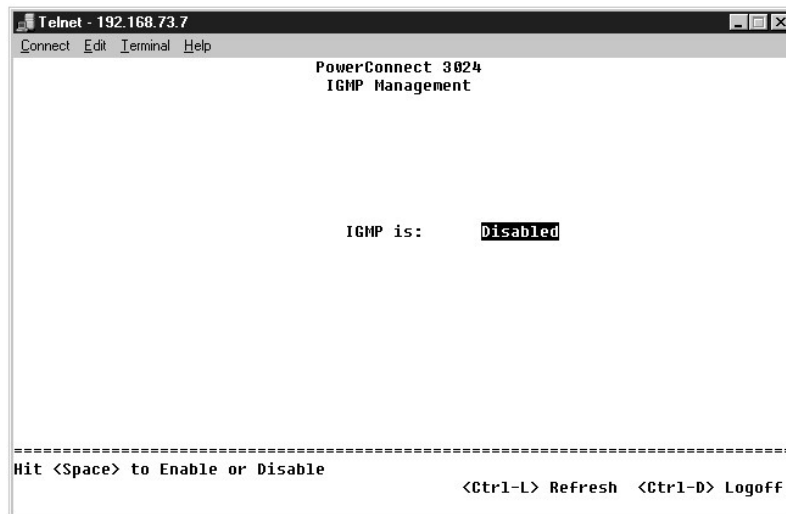 Telnet - 192.168.73.7
Connect Edit Terminal Help
PowerConnect 3024
IGMP Management
IGMP is: Disabled
================================================================================
Hit <Space> to Enable or Disable
<Ctrl-L> Refresh <Ctrl-D> Logoff